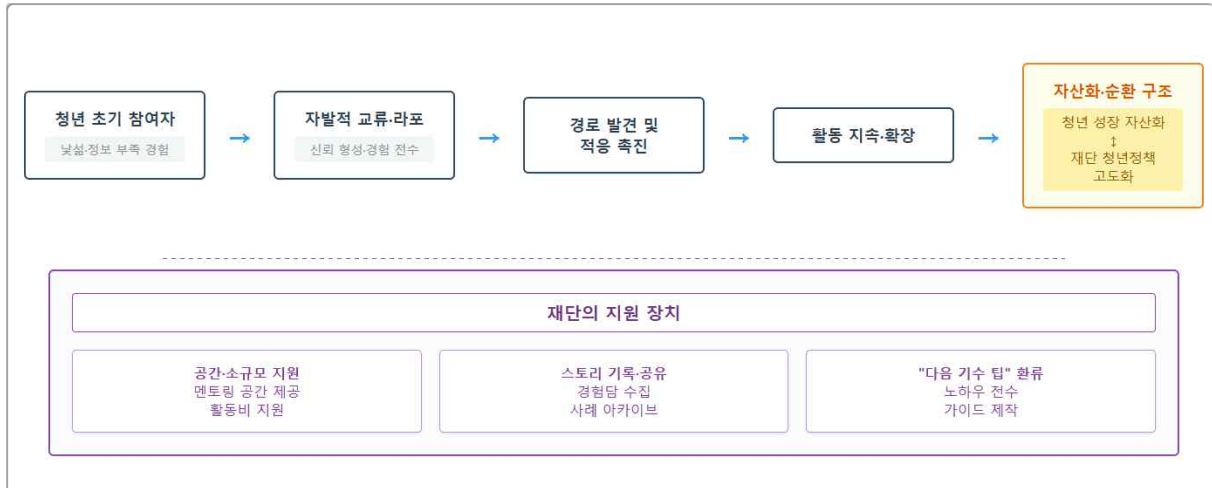 청년 초기 참여자
낯섦·정보 부족 경험
→
자발적 교류·라포
신뢰 형성·경험 전수
→
경로 발견 및
적응 촉진
→
활동 지속·확장
→
자산화·순환 구조
청년 성장 자산화
↕
재단 청년정책
고도화
재단의 지원 장치
공간·소규모 지원
멘토링 공간 제공
활동비 지원
스토리 기록·공유
경험담 수집
사례 아카이브
"다음 기수 팁" 환류
노하우 전수
가이드 제작